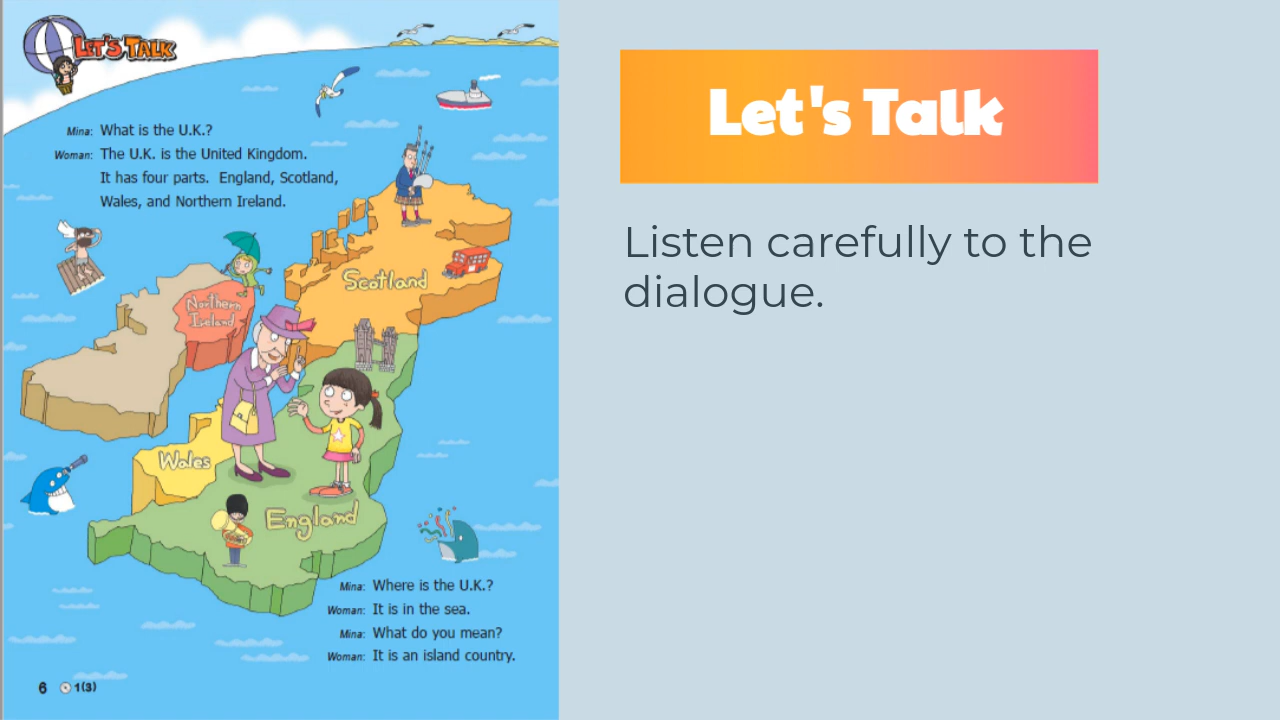 LET'S TALK
Mina: What is the U.K.?
Woman: The U.K. is the United Kingdom.
It has four parts. England, Scotland,
Wales, and Northern Ireland.
Scotland
Northern
Ireland
Wales
England
Mina: Where is the U.K.?
Woman: It is in the sea.
Mina: What do you mean?
Woman: It is an island country.
6 1(3)
Let's Talk
Listen carefully to the
dialogue.